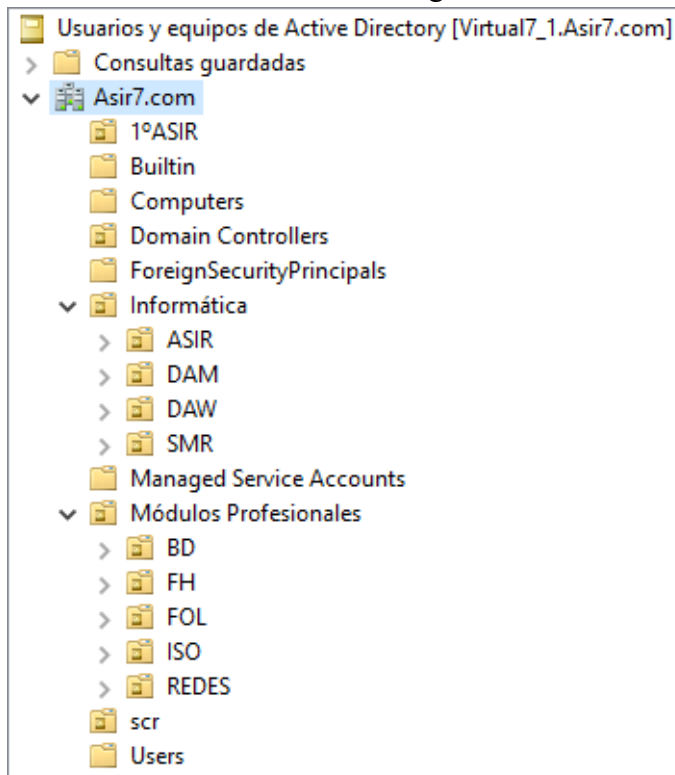 Usuarios y equipos de Active Directory [Virtual7_1.Asir7.com]
Consultas guardadas
Asir7.com
1ºASIR
Builtin
Computers
Domain Controllers
ForeignSecurityPrincipals
Informática
ASIR
DAM
DAW
SMR
Managed Service Accounts
Módulos Profesionales
BD
FH
FOL
ISO
REDES
scr
Users